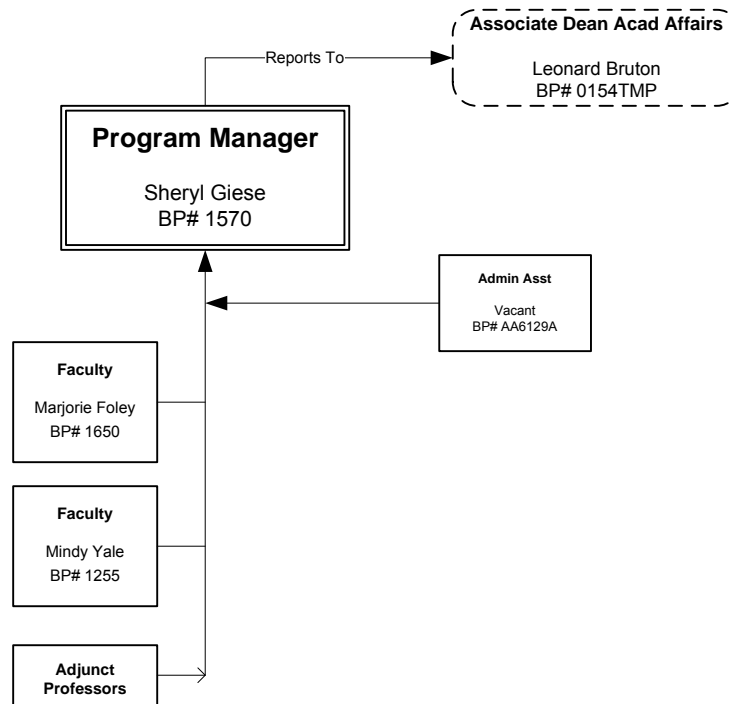 Associate Dean Acad Affairs
Leonard Bruton
BP# 0154TMP
Reports To
Program Manager
Sheryl Giese
BP# 1570
Admin Asst
Vacant
BP# AA6129A
Faculty
Marjorie Foley
BP# 1650
Faculty
Mindy Yale
BP# 1255
Adjunct
Professors